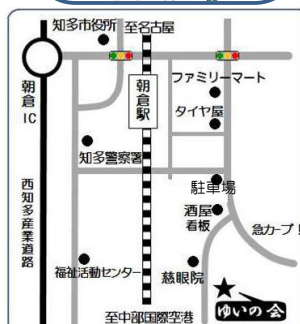 知多市役所
至名古屋
朝倉IC
朝倉駅
ファミリーマート
タイヤ屋
知多警察署
駐車場
西知多産業道路
酒屋
看板
急カーブ！
福祉活動センター
慈眼院
ゆいの会
至中部国際空港